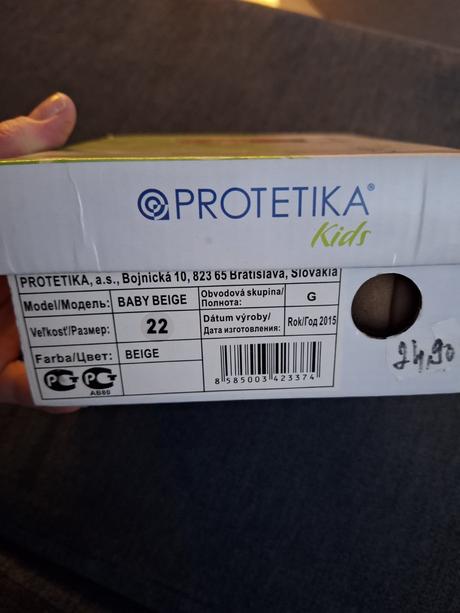 PROTETIKA®
Kids
PROTETIKA, a.s., Bojnická 10, 823 65 Bratislava, Slovakia
Model/Модель: BABY BEIGE
Obvodová skupina/
Полнота: G
Veľkosť/Размер: 22
Dátum výroby/
Дата изготовления: Rok/Год 2015
Farba/Цвет: BEIGE
8 585003 423374
АВ86
24,90